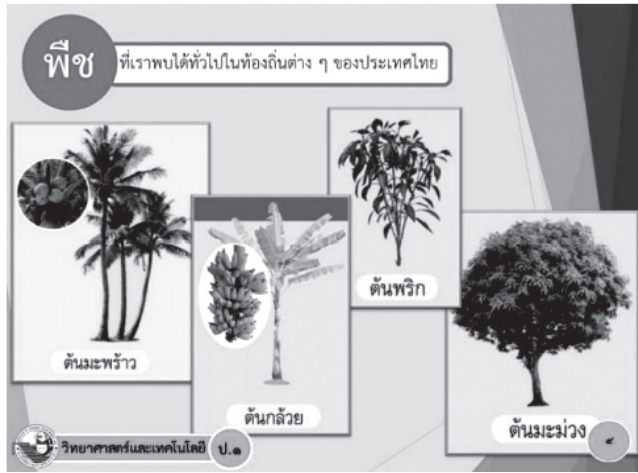 พืช
ที่เราพบได้ทั่วไปในท้องถิ่นต่าง ๆ ของประเทศไทย
ต้นพริก
ต้นมะพร้าว
ต้นกล้วย
ต้นมะม่วง
วิทยาศาสตร์และเทคโนโลยี ป.๑
๔